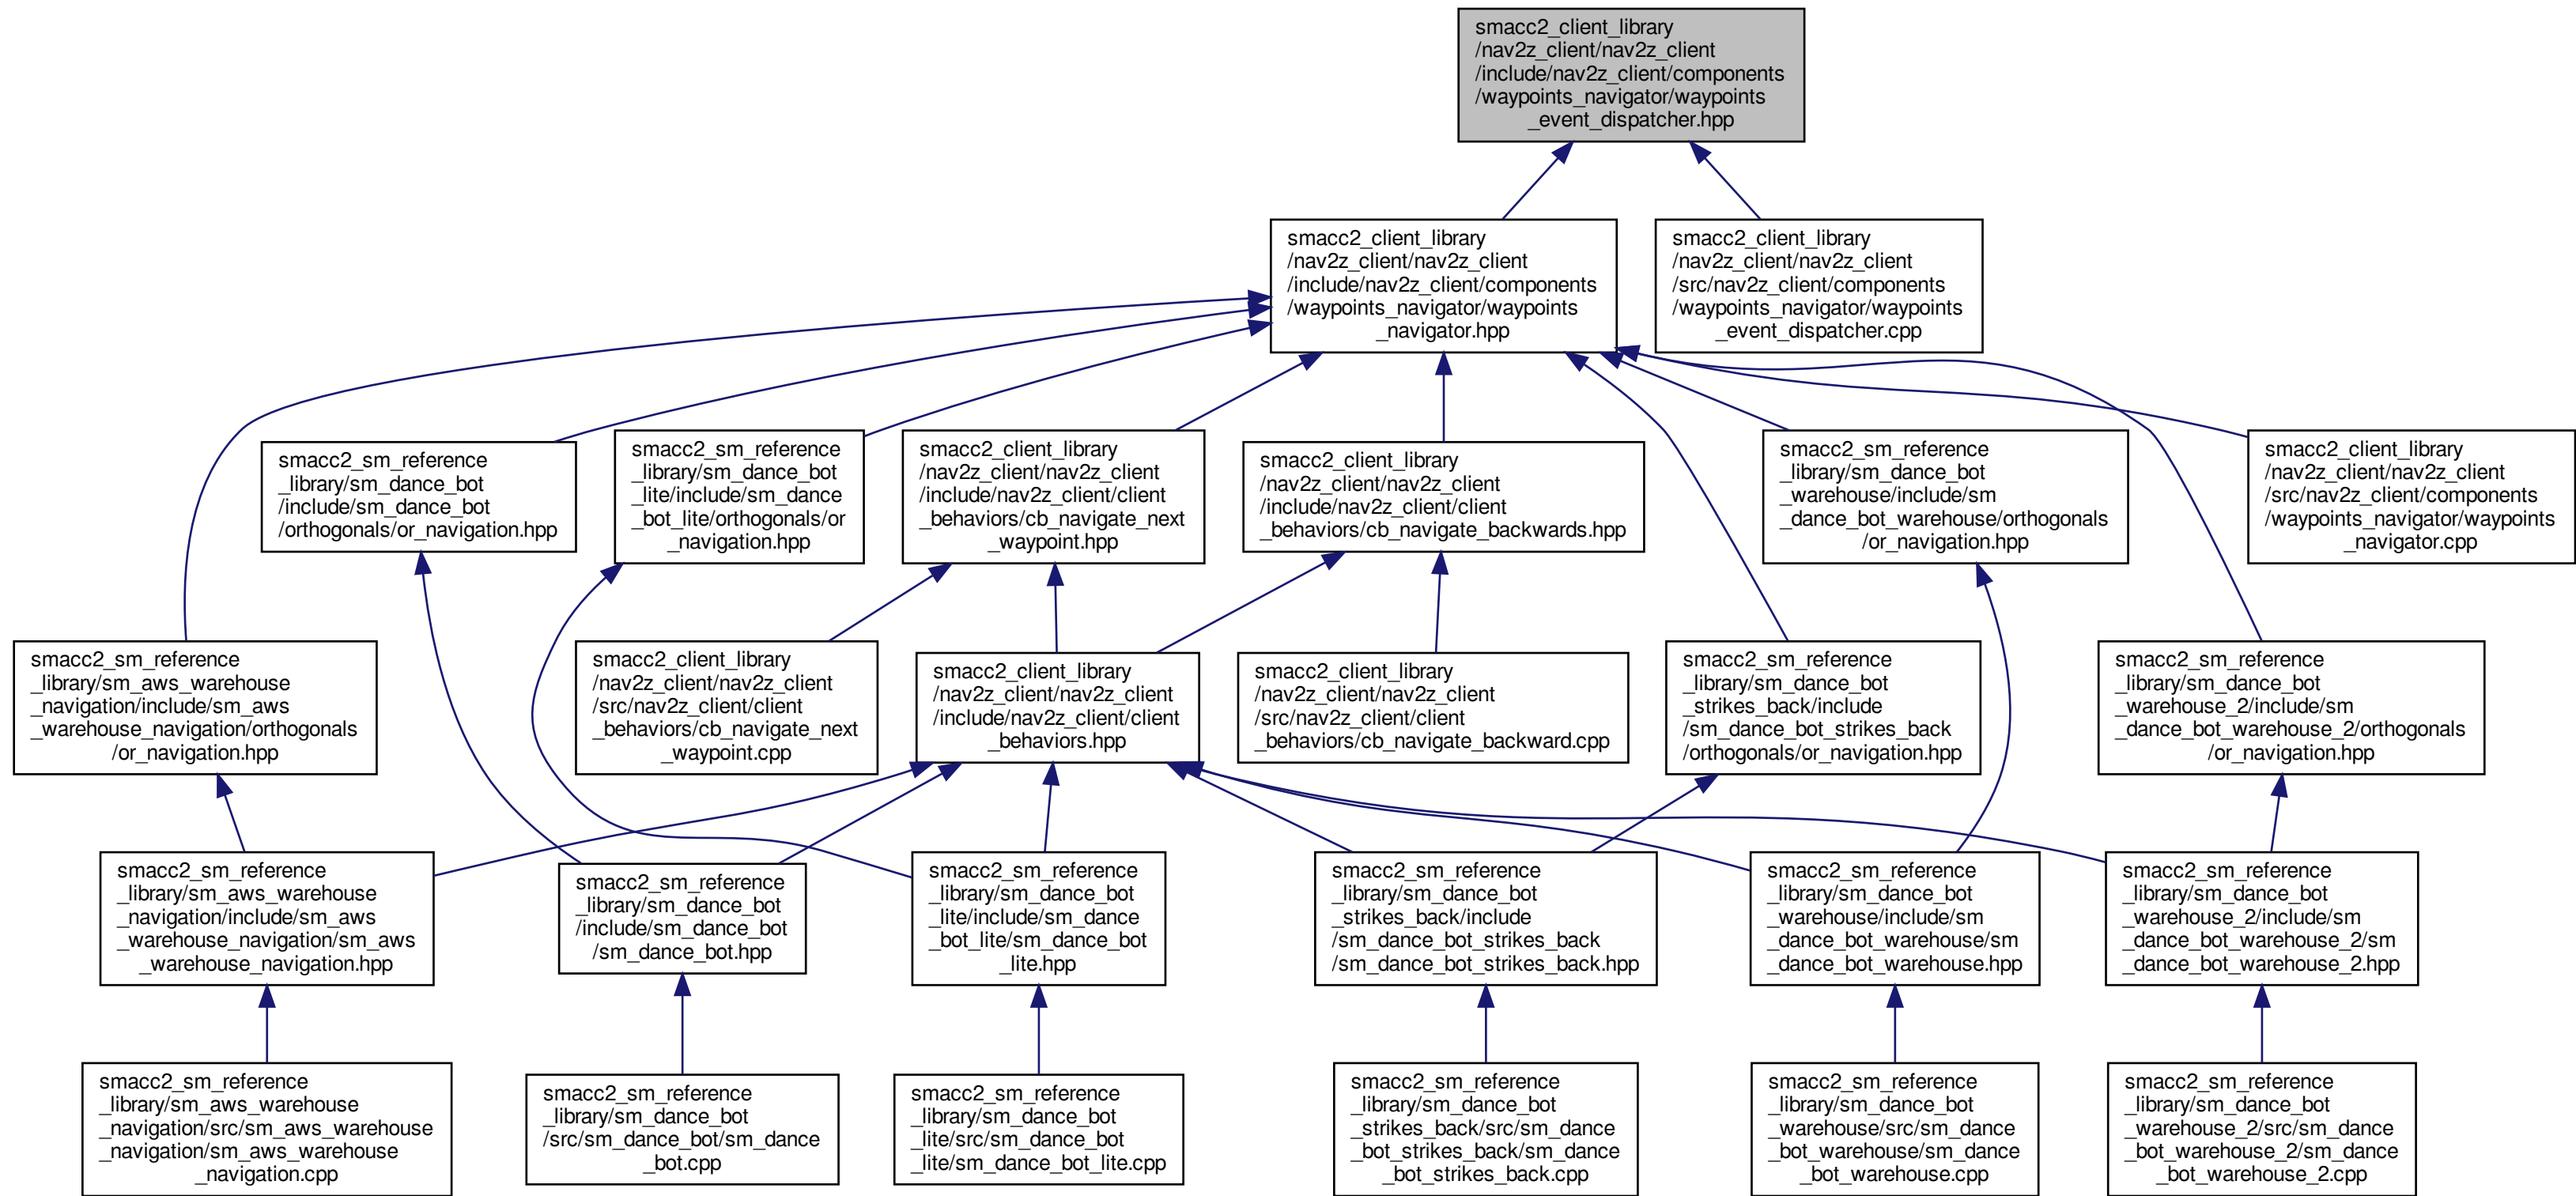 smacc2_client_library
/nav2z_client/nav2z_client
/include/nav2z_client/components
/waypoints_navigator/waypoints
_event_dispatcher.hpp
smacc2_client_library
/nav2z_client/nav2z_client
/include/nav2z_client/components
/waypoints_navigator/waypoints
_navigator.hpp
smacc2_client_library
/nav2z_client/nav2z_client
/src/nav2z_client/components
/waypoints_navigator/waypoints
_event_dispatcher.cpp
smacc2_sm_reference
_library/sm_dance_bot
/include/sm_dance_bot
/orthogonals/or_navigation.hpp
smacc2_sm_reference
_library/sm_dance_bot
_lite/include/sm_dance
_bot_lite/orthogonals/or
_navigation.hpp
smacc2_client_library
/nav2z_client/nav2z_client
/include/nav2z_client/client
_behaviors/cb_navigate_next
_waypoint.hpp
smacc2_client_library
/nav2z_client/nav2z_client
/include/nav2z_client/client
_behaviors/cb_navigate_backwards.hpp
smacc2_sm_reference
_library/sm_dance_bot
_warehouse/include/sm
_dance_bot_warehouse/orthogonals
/or_navigation.hpp
smacc2_client_library
/nav2z_client/nav2z_client
/src/nav2z_client/components
/waypoints_navigator/waypoints
_navigator.cpp
smacc2_sm_reference
_library/sm_aws_warehouse
_navigation/include/sm_aws
_warehouse_navigation/orthogonals
/or_navigation.hpp
smacc2_client_library
/nav2z_client/nav2z_client
/src/nav2z_client/client
_behaviors/cb_navigate_next
_waypoint.cpp
smacc2_client_library
/nav2z_client/nav2z_client
/include/nav2z_client/client
_behaviors.hpp
smacc2_client_library
/nav2z_client/nav2z_client
/src/nav2z_client/client
_behaviors/cb_navigate_backward.cpp
smacc2_sm_reference
_library/sm_dance_bot
_strikes_back/include
/sm_dance_bot_strikes_back
/orthogonals/or_navigation.hpp
smacc2_sm_reference
_library/sm_dance_bot
_warehouse_2/include/sm
_dance_bot_warehouse_2/orthogonals
/or_navigation.hpp
smacc2_sm_reference
_library/sm_aws_warehouse
_navigation/include/sm_aws
_warehouse_navigation/sm_aws
_warehouse_navigation.hpp
smacc2_sm_reference
_library/sm_dance_bot
/include/sm_dance_bot
/sm_dance_bot.hpp
smacc2_sm_reference
_library/sm_dance_bot
_lite/include/sm_dance
_bot_lite/sm_dance_bot
_lite.hpp
smacc2_sm_reference
_library/sm_dance_bot
_strikes_back/include
/sm_dance_bot_strikes_back
/sm_dance_bot_strikes_back.hpp
smacc2_sm_reference
_library/sm_dance_bot
_warehouse/include/sm
_dance_bot_warehouse/sm
_dance_bot_warehouse.hpp
smacc2_sm_reference
_library/sm_dance_bot
_warehouse_2/include/sm
_dance_bot_warehouse_2/sm
_dance_bot_warehouse_2.hpp
smacc2_sm_reference
_library/sm_aws_warehouse
_navigation/src/sm_aws_warehouse
_navigation/sm_aws_warehouse
_navigation.cpp
smacc2_sm_reference
_library/sm_dance_bot
/src/sm_dance_bot/sm_dance
_bot.cpp
smacc2_sm_reference
_library/sm_dance_bot
_lite/src/sm_dance_bot
_lite/sm_dance_bot_lite.cpp
smacc2_sm_reference
_library/sm_dance_bot
_strikes_back/src/sm_dance
_bot_strikes_back/sm_dance
_bot_strikes_back.cpp
smacc2_sm_reference
_library/sm_dance_bot
_warehouse/src/sm_dance
_bot_warehouse/sm_dance
_bot_warehouse.cpp
smacc2_sm_reference
_library/sm_dance_bot
_warehouse_2/src/sm_dance
_bot_warehouse_2/sm_dance
_bot_warehouse_2.cpp